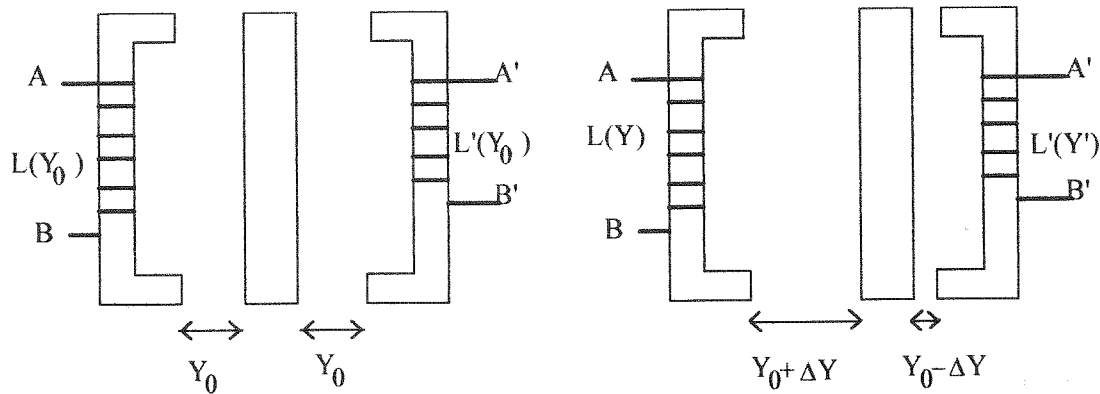 A
A'
L(Y₀)
L'(Y₀)
B
B'
Y₀
Y₀
A
A'
L(Y)
L'(Y')
B
B'
Y₀+ ΔY
Y₀− ΔY